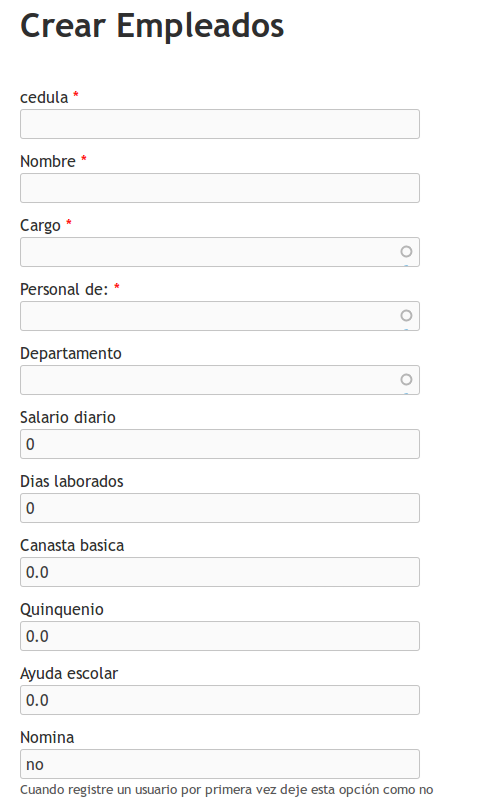 Crear Empleados
cedula *
Nombre *
Cargo *
Personal de: *
Departamento
Salario diario
0
Dias laborados
0
Canasta basica
0.0
Quinquenio
0.0
Ayuda escolar
0.0
Nomina
no
Cuando registre un usuario por primera vez deje esta opción como no